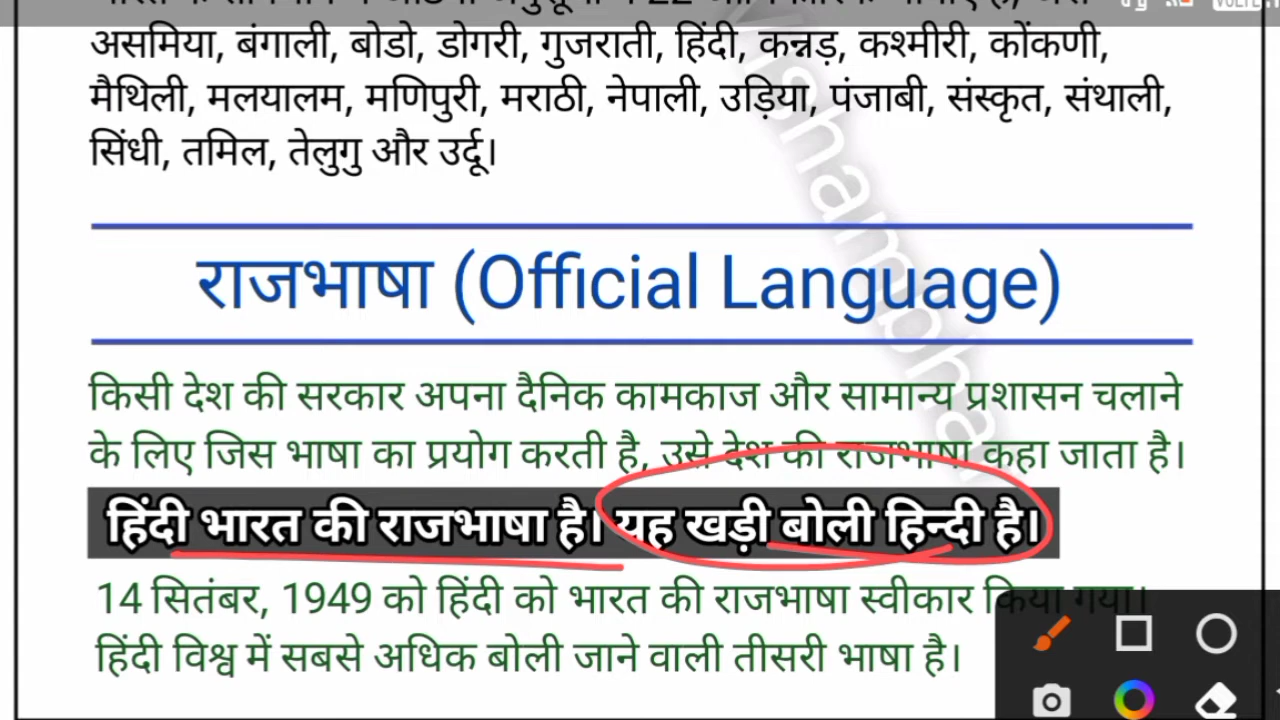 असमिया, बंगाली, बोडो, डोगरी, गुजराती, हिंदी, कन्नड़, कश्मीरी, कोंकणी,
मैथिली, मलयालम, मणिपुरी, मराठी, नेपाली, उड़िया, पंजाबी, संस्कृत, संथाली,
सिंधी, तमिल, तेलुगु और उर्दू।
vishambhar
राजभाषा (Official Language)
किसी देश की सरकार अपना दैनिक कामकाज और सामान्य प्रशासन चलाने
के लिए जिस भाषा का प्रयोग करती है, उसे देश की राजभाषा कहा जाता है।
हिंदी भारत की राजभाषा है। यह खड़ी बोली हिन्दी है।
14 सितंबर, 1949 को हिंदी को भारत की राजभाषा स्वीकार किया गया।
हिंदी विश्व में सबसे अधिक बोली जाने वाली तीसरी भाषा है।